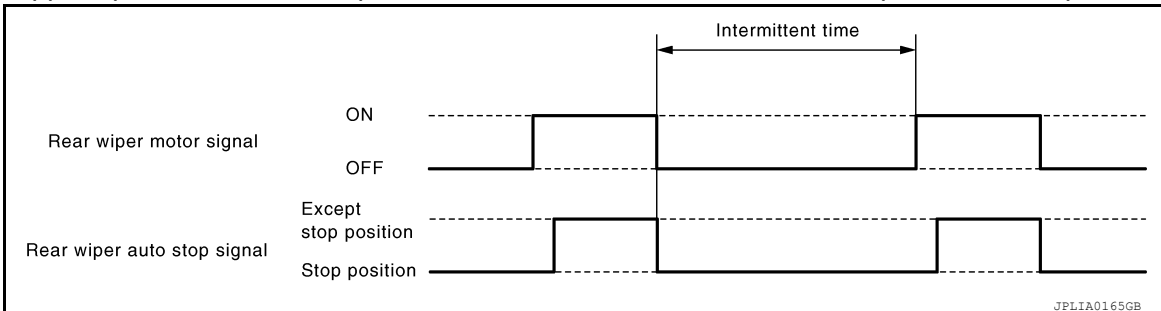 Intermittent time
ON
Rear wiper motor signal
OFF
Except
stop position
Rear wiper auto stop signal
Stop position
JPLIA0165GB